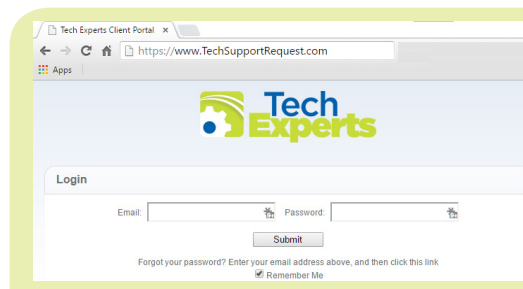 Tech Experts Client Portal
https://www.TechSupportRequest.com
Apps
Tech
Experts
Login
Email: Password:
Submit
Forgot your password? Enter your email address above, and then click this link
Remember Me